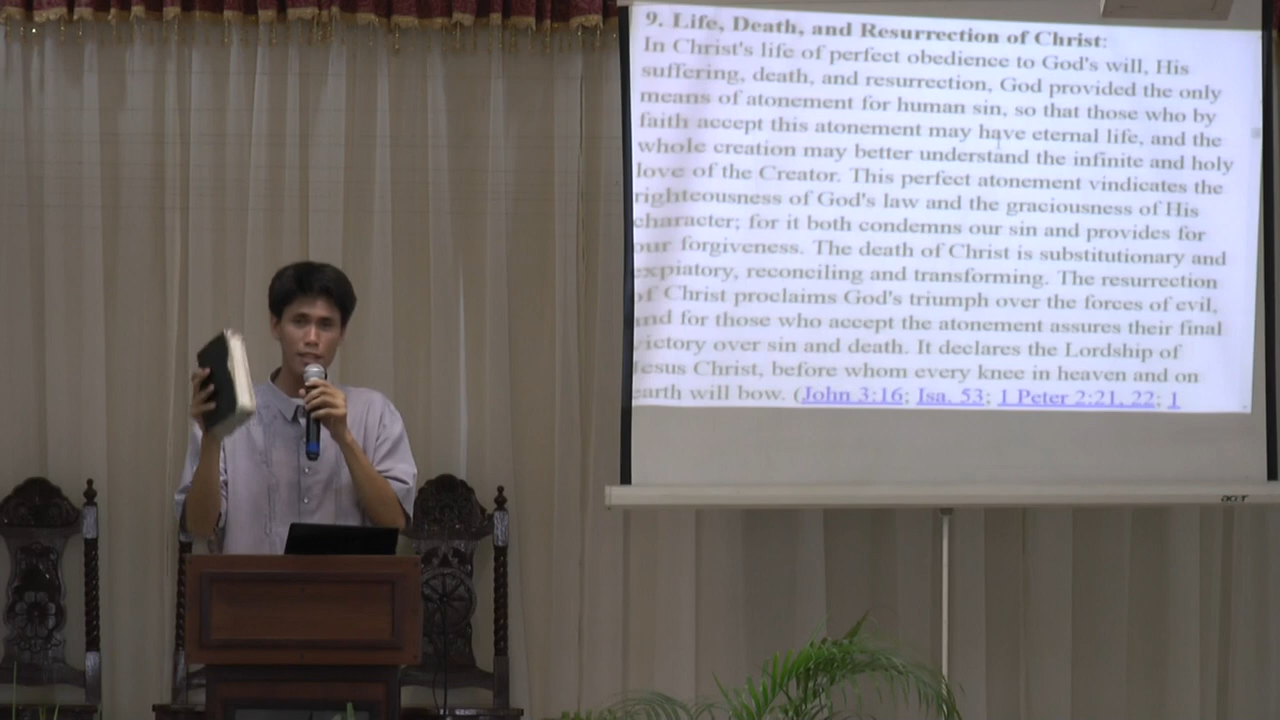 9. Life, Death, and Resurrection of Christ:
In Christ's life of perfect obedience to God's will, His
suffering, death, and resurrection, God provided the only
means of atonement for human sin, so that those who by
faith accept this atonement may have eternal life, and the
whole creation may better understand the infinite and holy
love of the Creator. This perfect atonement vindicates the
righteousness of God's law and the graciousness of His
character; for it both condemns our sin and provides for
our forgiveness. The death of Christ is substitutionary and
expiatory, reconciling and transforming. The resurrection
of Christ proclaims God's triumph over the forces of evil,
and for those who accept the atonement assures their final
victory over sin and death. It declares the Lordship of
Jesus Christ, before whom every knee in heaven and on
earth will bow. (John 3:16; Isa. 53; 1 Peter 2:21, 22; 1
acer